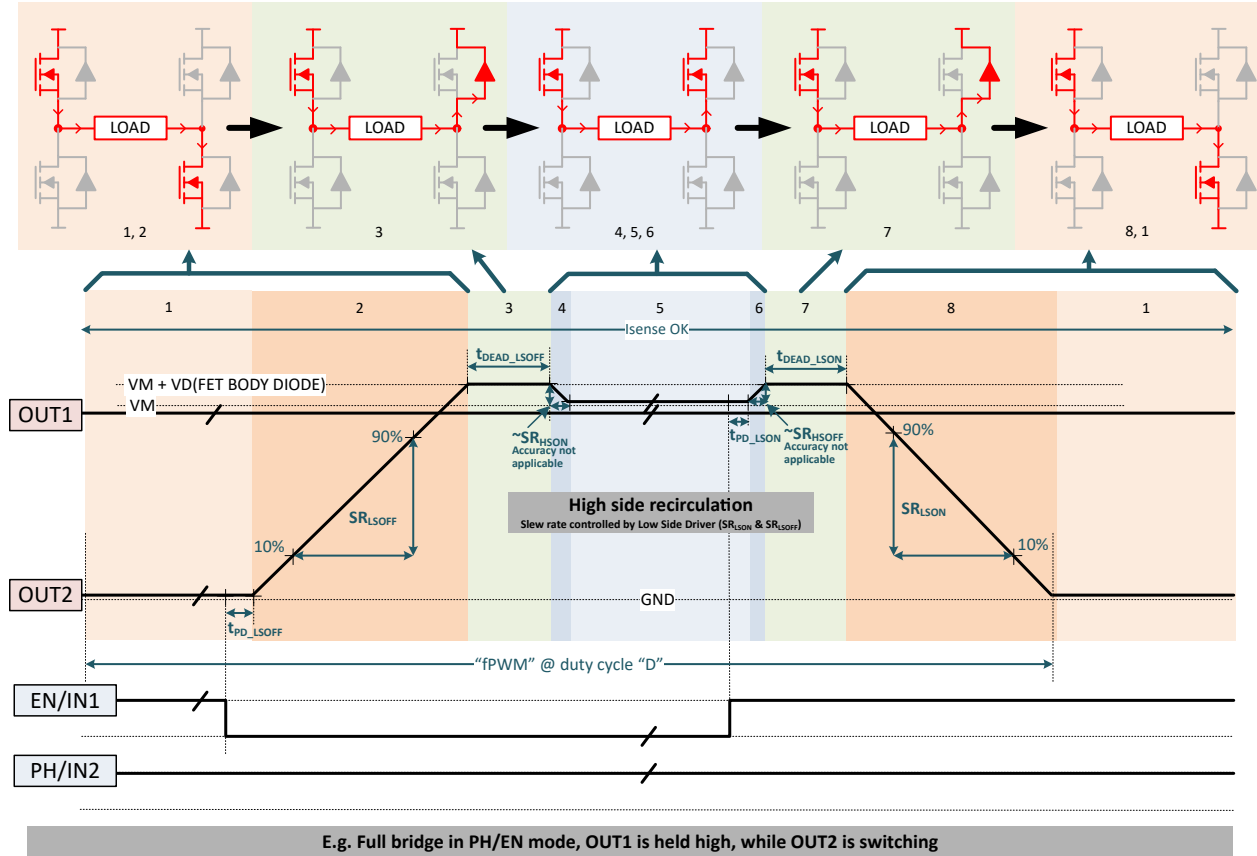 LOAD
LOAD
LOAD
LOAD
LOAD
1, 2
3
4, 5, 6
7
8, 1
1
2
3
4
5
6
7
8
1
Isense OK
tDEAD_LSOFF
tDEAD_LSON
VM + VD(FET BODY DIODE)
VM
OUT1
~SRHSON
Accuracy not
applicable
tPD_LSON
~SRHSOFF
Accuracy not
applicable
90%
90%
High side recirculation
Slew rate controlled by Low Side Driver (SRLSON & SRLSOFF)
SRLSOFF
SRLSON
10%
10%
OUT2
GND
tPD_LSOFF
“fPWM” @ duty cycle “D”
EN/IN1
PH/IN2
E.g. Full bridge in PH/EN mode, OUT1 is held high, while OUT2 is switching